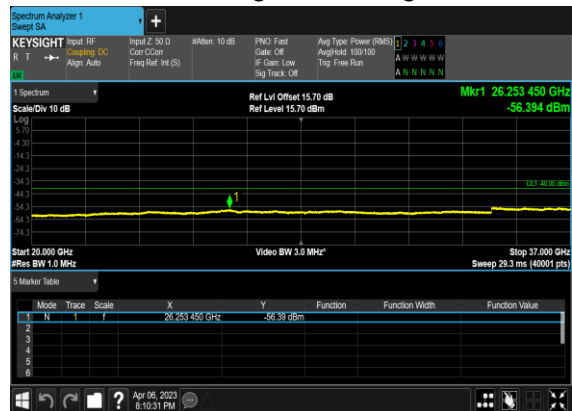 Spectrum Analyzer 1
Swept SA
+
KEYSIGHT Input: RF Input Z: 50 Ω #Atten: 10 dB PNO: Fast Avg Type: Power (RMS) 1 2 3 4 5 6
R T Coupling: DC Corr CCorr Gate: Off Avg|Hold: 100/100 A W W W W W
Align: Auto Freq Ref: Int (S) IF Gain: Low Trig: Free Run
LXI Sig Track: Off A N N N N N
1 Spectrum Ref Lvl Offset 15.70 dB Mkr1 26.253 450 GHz
Scale/Div 10 dB Ref Level 15.70 dBm -56.394 dBm
Log
5.70
-4.30
-14.3
-24.3
-34.3
DL1 -40.00 dBm
-44.3
1
-54.3
-64.3
-74.3
Start 20.000 GHz Video BW 3.0 MHz* Stop 37.000 GHz
#Res BW 1.0 MHz Sweep 29.3 ms (40001 pts)
5 Marker Table
Mode Trace Scale X Y Function Function Width Function Value
1 N 1 f 26.253 450 GHz -56.39 dBm
2
3
4
5
6
? Apr 06, 2023
8:10:31 PM